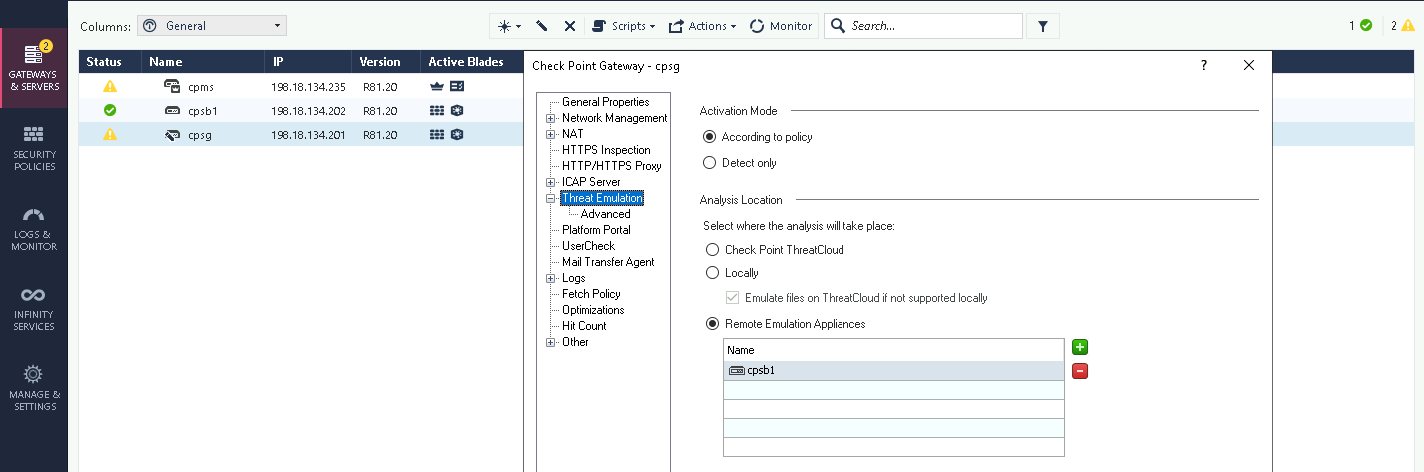 Columns: General Scripts Actions Monitor Search... 1 2
2
GATEWAYS
& SERVERS
SECURITY
POLICIES
LOGS &
MONITOR
INFINITY
SERVICES
MANAGE &
SETTINGS
Status Name IP Version Active Blades
cpms 198.18.134.235 R81.20
cpsb1 198.18.134.202 R81.20
cpsg 198.18.134.201 R81.20
Check Point Gateway - cpsg ?
General Properties
Network Management
NAT
HTTPS Inspection
HTTP/HTTPS Proxy
ICAP Server
Threat Emulation
Advanced
Platform Portal
UserCheck
Mail Transfer Agent
Logs
Fetch Policy
Optimizations
Hit Count
Other
Activation Mode
According to policy
Detect only
Analysis Location
Select where the analysis will take place:
Check Point ThreatCloud
Locally
Emulate files on ThreatCloud if not supported locally
Remote Emulation Appliances
Name
cpsb1